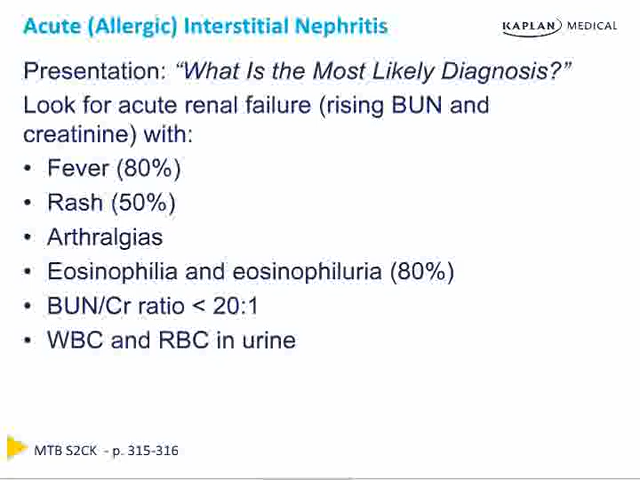 Acute (Allergic) Interstitial Nephritis
KAPLAN MEDICAL
Presentation: “What Is the Most Likely Diagnosis?”
Look for acute renal failure (rising BUN and
creatinine) with:
• Fever (80%)
• Rash (50%)
• Arthralgias
• Eosinophilia and eosinophiluria (80%)
• BUN/Cr ratio < 20:1
• WBC and RBC in urine
MTB S2CK - p. 315-316